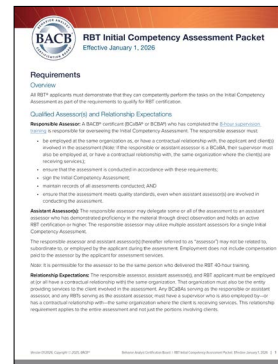 BEHAVIOR ANALYST CERTIFICATION BOARD
BACB
RBT Initial Competency Assessment Packet
Effective January 1, 2026
Requirements
Overview
All RBT® applicants must demonstrate that they can competently perform the tasks on the Initial Competency
Assessment as part of the requirements to qualify for RBT certification.
Qualified Assessor(s) and Relationship Expectations
Responsible Assessor: A BACB® certificant (BCaBA® or BCBA®) who has completed the 8-hour supervision
training is responsible for overseeing the Initial Competency Assessment. The responsible assessor must:
• be employed at the same organization as, or have a contractual relationship with, the applicant and client(s)
involved in the assessment (Note: If the responsible or assistant assessor is a BCaBA, their supervisor must
also be employed at, or have a contractual relationship with, the same organization where the client(s) are
receiving services.);
• ensure that the assessment is conducted in accordance with these requirements;
• sign the Initial Competency Assessment;
• maintain records of all assessments conducted; AND
• ensure that the assessment meets quality standards, even when assistant assessor(s) are involved in
conducting the assessment.
Assistant Assessor(s): The responsible assessor may delegate some or all of the assessment to an assistant
assessor who has demonstrated proficiency in the material through direct observation and holds an active
RBT certification or higher. The responsible assessor may utilize multiple assistant assessors for a single Initial
Competency Assessment.
The responsible assessor and assistant assessor(s) (hereafter referred to as "assessor") may not be related to,
subordinate to, or employed by the applicant during the assessment. Employment does not include compensation
paid to the assessor by the applicant for assessment services.
Note: It is permissible for the assessor to be the same person who delivered the RBT 40-hour training.
Relationship Expectations: The responsible assessor, assistant assessor(s), and RBT applicant must be employed
at (or all have a contractual relationship with) the same organization. That organization must also be the entity
providing services to the client involved in the assessment. Any BCaBAs serving as the responsible or assistant
assessor, and any RBTs serving as the assistant assessor, must have a supervisor who is also employed by—or
has a contractual relationship with—the same organization where the client is receiving services. This relationship
requirement applies to the entire assessment and not just the portions involving clients.